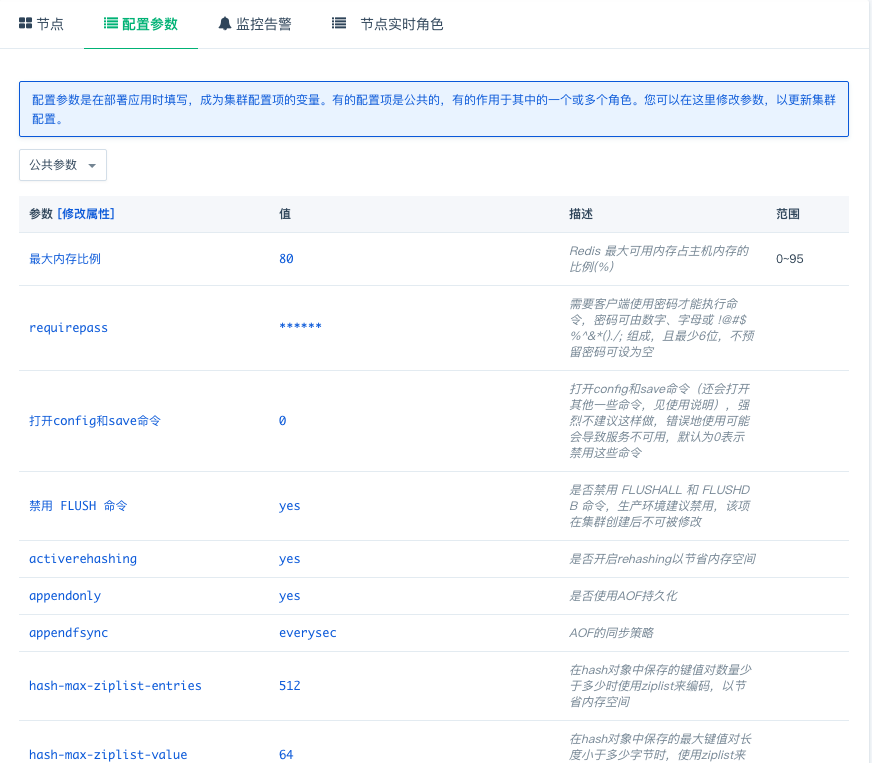 节点 配置参数 监控告警 节点实时角色
配置参数是在部署应用时填写，成为集群配置项的变量。有的配置项是公共的，有的作用于其中的一个或多个角色。您可以在这里修改参数，以更新集群
配置。
公共参数
参数 [修改属性] 值 描述 范围
最大内存比例 80 Redis 最大可用内存占主机内存的
比例(%) 0~95
requirepass ****** 需要客户端使用密码才能执行命
令，密码可由数字、字母或 !@#$
%^&*()./; 组成，且最少6位，不预
留密码可设为空
打开config和save命令 0 打开config和save命令（还会打开
其他一些命令，见使用说明），强
烈不建议这样做，错误地使用可能
会导致服务不可用，默认为0表示
禁用这些命令
禁用 FLUSH 命令 yes 是否禁用 FLUSHALL 和 FLUSHD
B 命令，生产环境建议禁用，该项
在集群创建后不可被修改
activerehashing yes 是否开启rehashing以节省内存空间
appendonly yes 是否使用AOF持久化
appendfsync everysec AOF的同步策略
hash-max-ziplist-entries 512 在hash对象中保存的键值对数量少
于多少时使用ziplist来编码，以节
省内存空间
hash-max-ziplist-value 64 在hash对象中保存的最大键值对长
度小于多少字节时，使用ziplist来